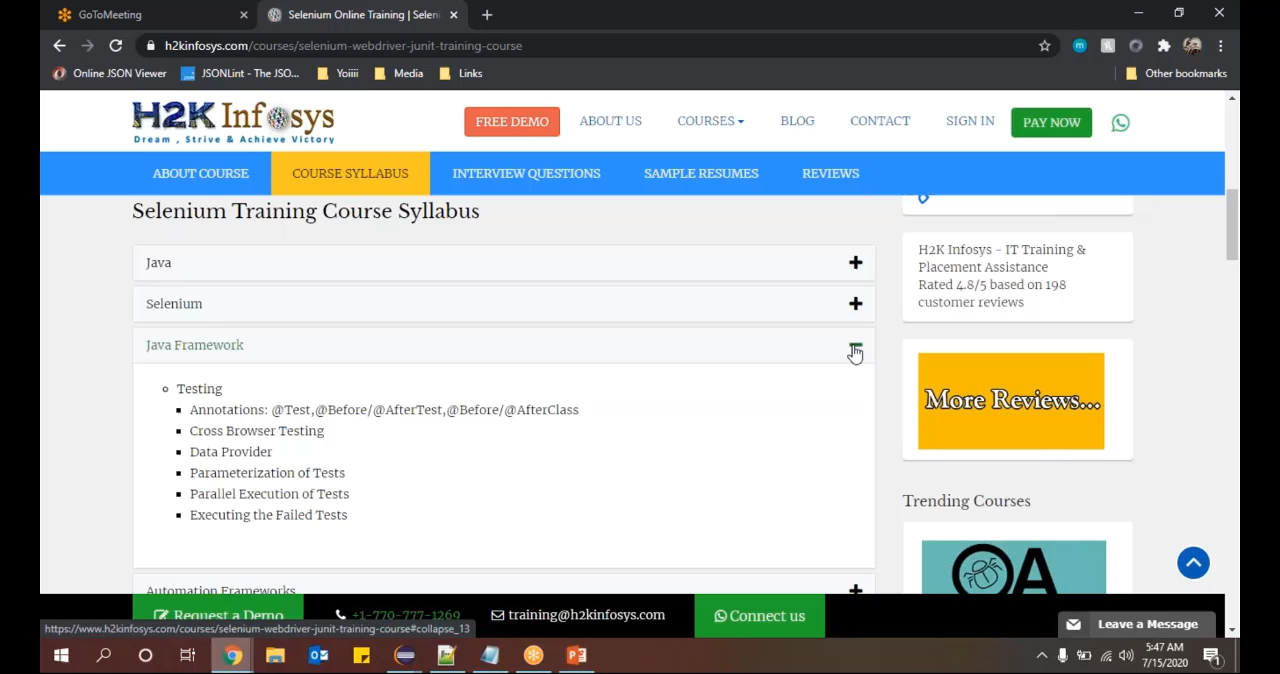 GoToMeeting
Selenium Online Training | Seleni
h2kinfosys.com/courses/selenium-webdriver-junit-training-course
Online JSON Viewer
JSONLint - The JSO...
Yoiiii
Media
Links
Other bookmarks
H2K Infosys
Dream , Strive & Achieve Victory
FREE DEMO
ABOUT US
COURSES
BLOG
CONTACT
SIGN IN
PAY NOW
ABOUT COURSE
COURSE SYLLABUS
INTERVIEW QUESTIONS
SAMPLE RESUMES
REVIEWS
Selenium Training Course Syllabus
Java
Selenium
Java Framework
Testing
Annotations: @Test,@Before/@AfterTest,@Before/@AfterClass
Cross Browser Testing
Data Provider
Parameterization of Tests
Parallel Execution of Tests
Executing the Failed Tests
Automation Frameworks
H2K Infosys - IT Training &
Placement Assistance
Rated 4.8/5 based on 198
customer reviews
More Reviews...
Trending Courses
QA
Request a Demo
+1-770-777-1269
training@h2kinfosys.com
Connect us
Leave a Message
https://www.h2kinfosys.com/courses/selenium-webdriver-junit-training-course#collapse_13
5:47 AM
7/15/2020
1